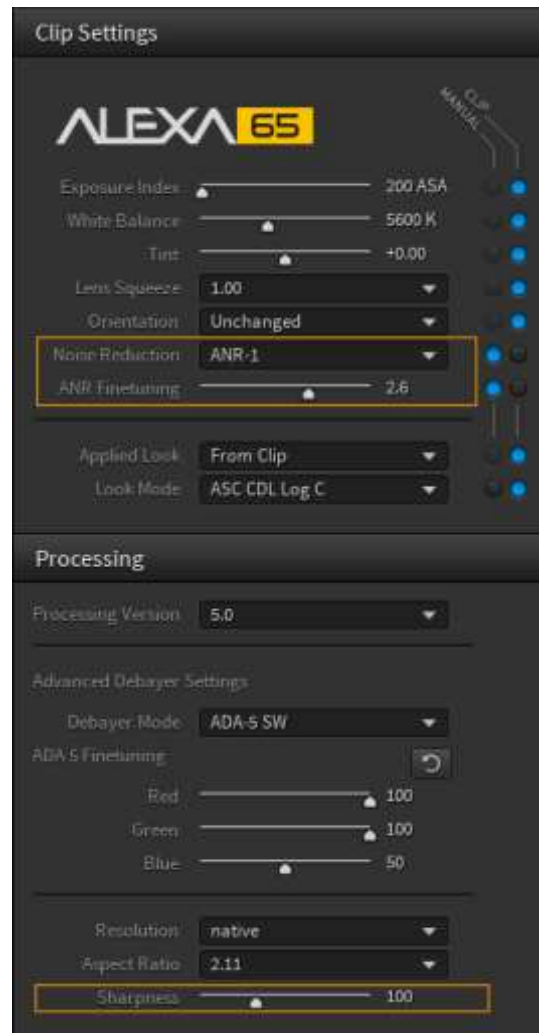 Clip Settings
CLIP
MANUAL
ALEXA 65
Exposure Index 200 ASA
White Balance 5600 K
Tint +0.00
Lens Squeeze 1.00
Orientation Unchanged
Noise Reduction ANR-1
ANR Finetuning 2.6
Applied Look From Clip
Look Mode ASC CDL Log C
Processing
Processing Version 5.0
Advanced Debayer Settings
Debayer Mode ADA-5 SW
ADA 5 Finetuning
Red 100
Green 100
Blue 50
Resolution native
Aspect Ratio 2.11
Sharpness 100